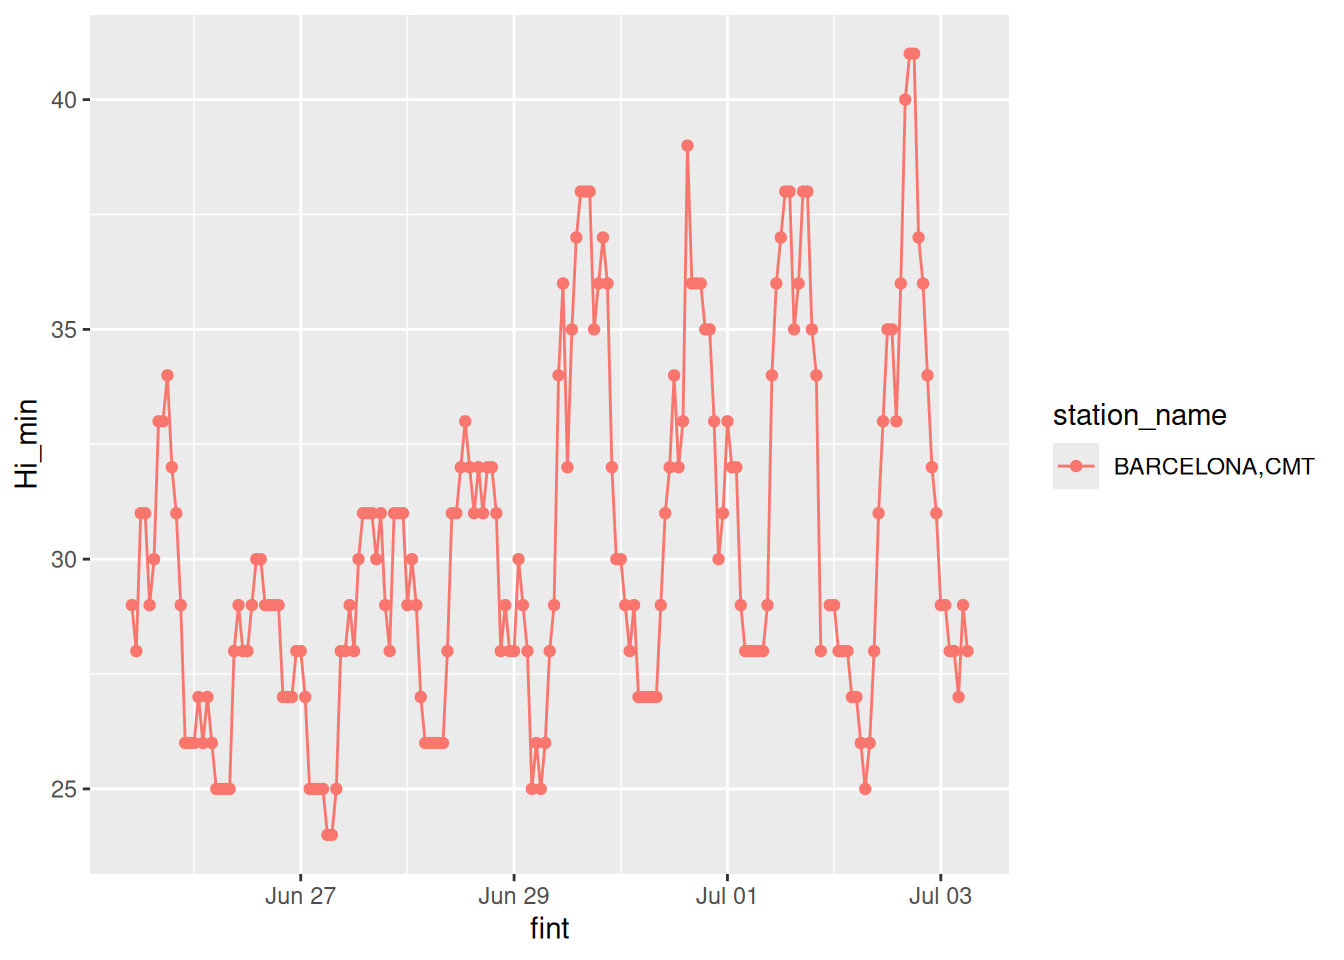 40
35
30
25
Hi_min
Jun 27
Jun 29
Jul 01
Jul 03
fint
station_name
BARCELONA,CMT